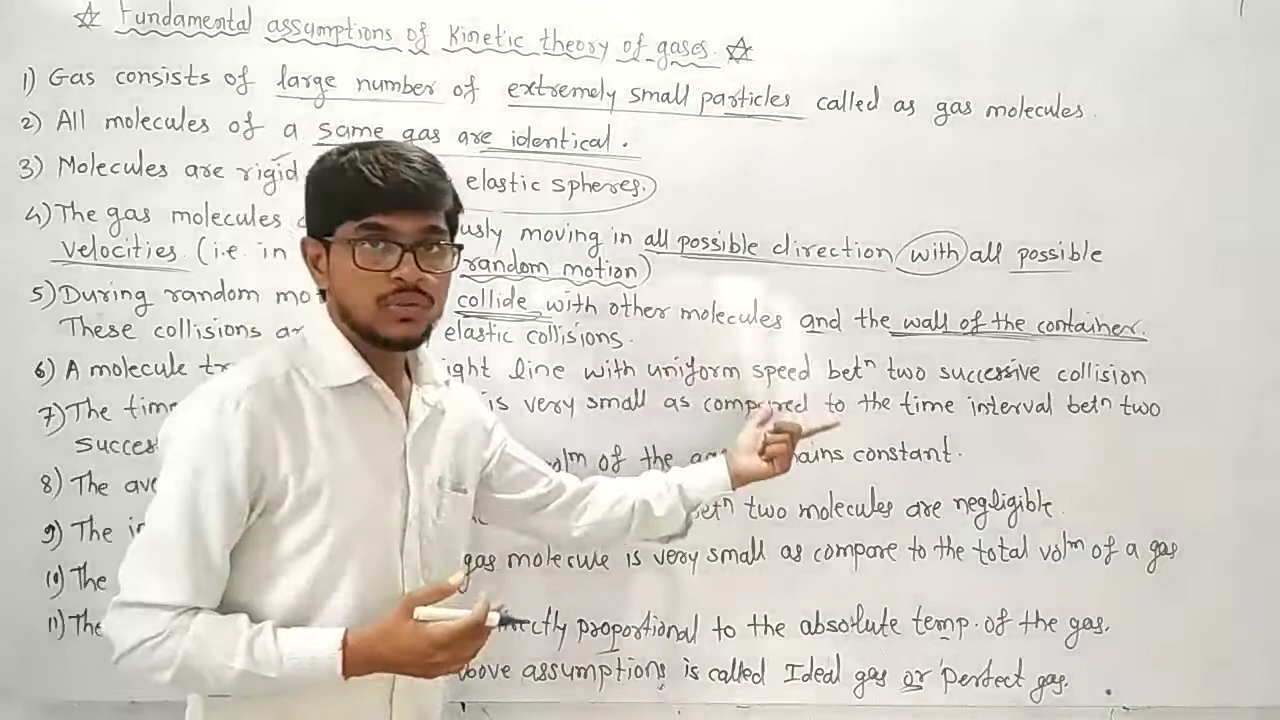 ☆ Fundamental assumptions of Kinetic theory of gases. ☆
1) Gas consists of large number of extremely small particles called as gas molecules.
2) All molecules of a same gas are identical.
3) Molecules are rigid elastic spheres.
4) The gas molecules usly moving in all possible direction with all possible
velocities. (i.e. in random motion)
5) During random mot collide with other molecules and the wall of the container.
These collisions ar elastic collisions.
6) A molecule tr ight line with uniform speed betn two successive collision
7) The time is very small as compared to the time interval betn two
succes
8) The ave volm of the ains constant.
9) The in betn two molecules are negligible.
10) The gas molecule is very small as compare to the total volm of a gas
11) The ectly proportional to the absolute temp. of the gas.
bove assumptions is called Ideal gas or Perfect gas.